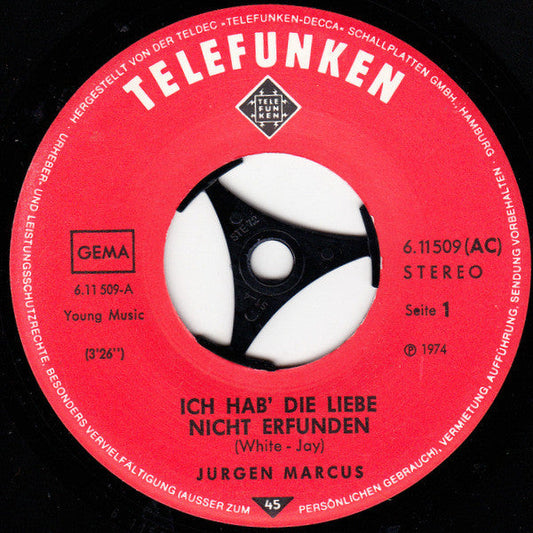 HERGESTELLT VON DER TELDEC »TELEFUNKEN-DECCA« SCHALLPLATTEN GMBH., HAMBURG ·
TELEFUNKEN
TELE
FUN
KEN
GEMA
6.11 509-A
Young Music
(3'26'')
6.11509 (AC)
STEREO
Seite 1
℗ 1974
ICH HAB' DIE LIEBE
NICHT ERFUNDEN
(White - Jay)
JURGEN MARCUS
URHEBER- UND LEISTUNGSSCHUTZRECHTE, BESONDERS VERVIELFÄLTIGUNG (AUSSER ZUM PERSÖNLICHEN GEBRAUCH), VERMIETUNG, AUFFÜHRUNG, SENDUNG VORBEHALTEN ·
45